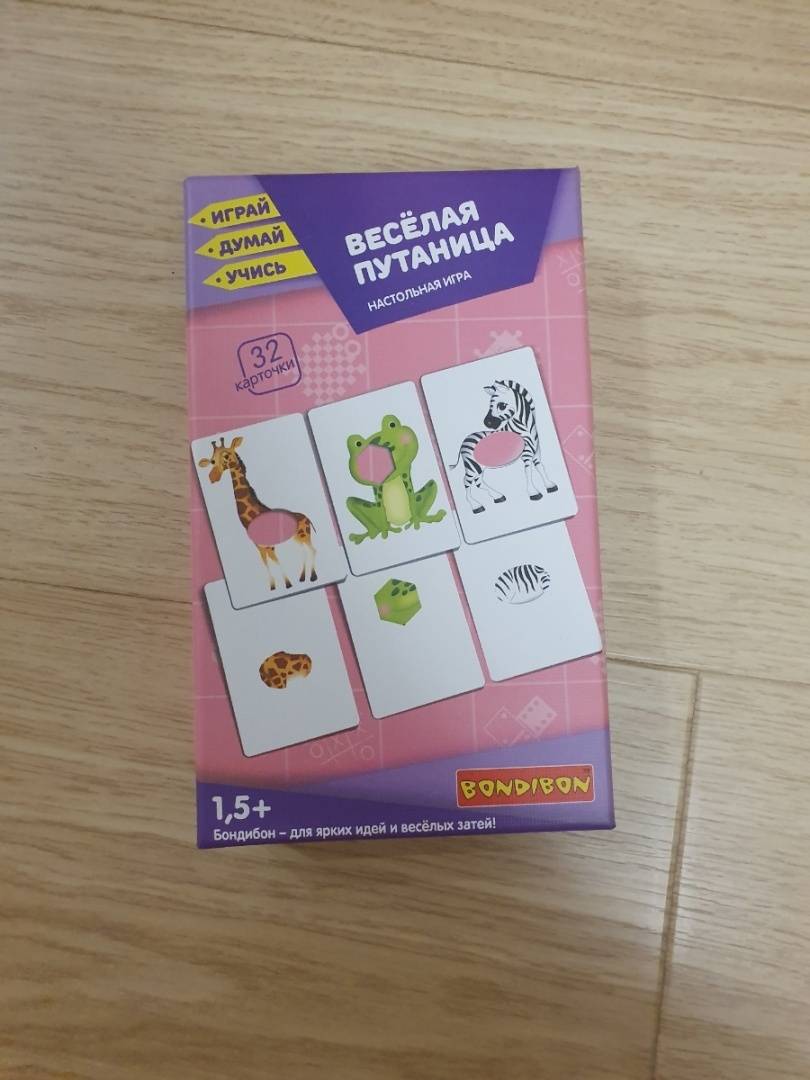 • ИГРАЙ
• ДУМАЙ
• УЧИСЬ
ВЕСЁЛАЯ
ПУТАНИЦА
НАСТОЛЬНАЯ ИГРА
32
карточки
1,5+
BONDIBON
Бондибон – для ярких идей и весёлых затей!